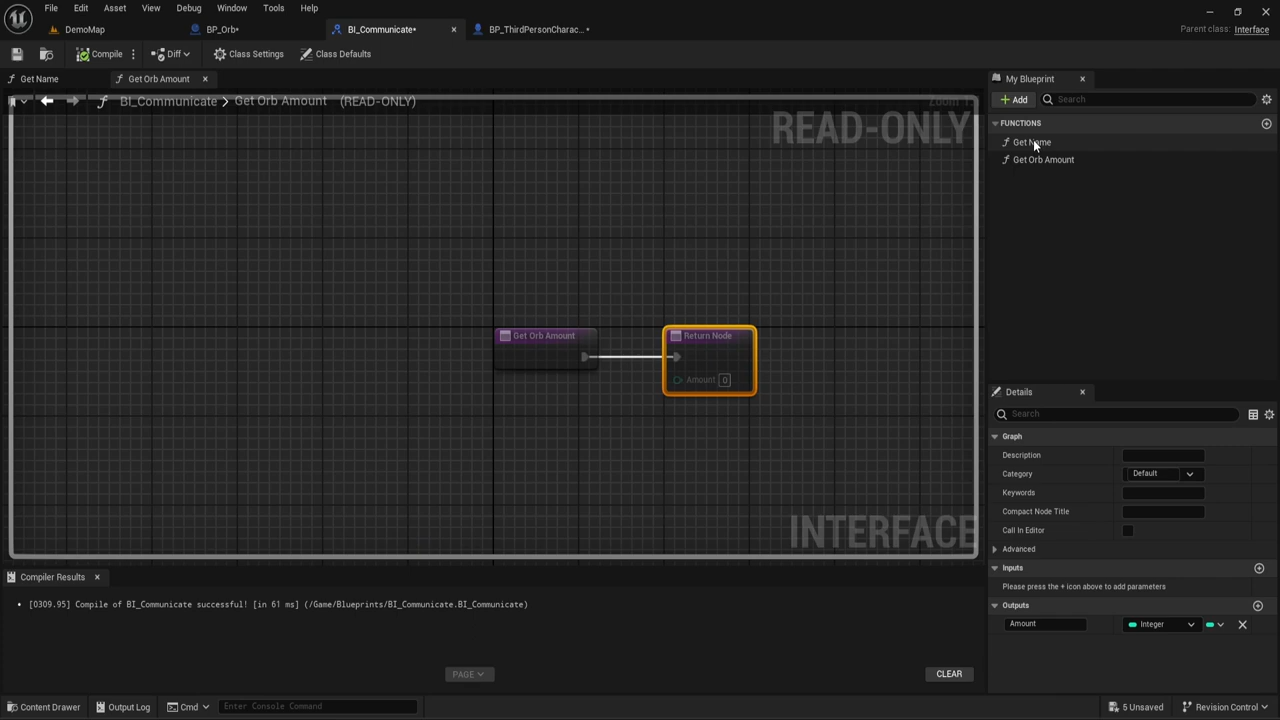 File Edit Asset View Debug Window Tools Help
DemoMap BP_Orb• BI_Communicate• BP_ThirdPersonCharac...• Parent class: Interface
Compile Diff Class Settings Class Defaults
Get Name Get Orb Amount My Blueprint
BI_Communicate > Get Orb Amount (READ-ONLY) + Add Search
READ-ONLY
FUNCTIONS
Get Name
Get Orb Amount
Get Orb Amount Return Node
Amount 0
INTERFACE
Details
Search
Graph
Description
Category Default
Keywords
Compact Node Title
Call In Editor
Advanced
Inputs
Please press the + icon above to add parameters
Outputs
Amount Integer
Compiler Results
• [0309.95] Compile of BI_Communicate successful! [in 61 ms] (/Game/Blueprints/BI_Communicate.BI_Communicate)
PAGE CLEAR
Content Drawer Output Log Cmd Enter Console Command 5 Unsaved Revision Control